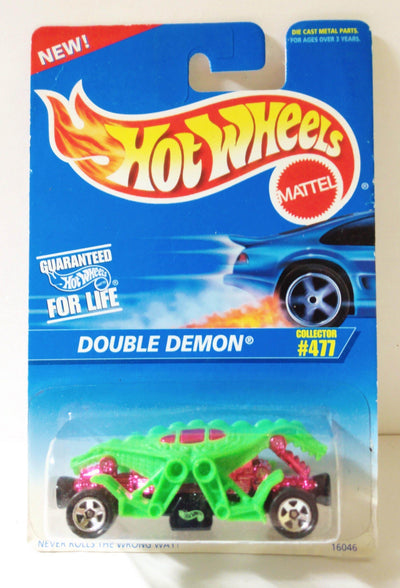 NEW!
DIE CAST METAL PARTS.
FOR AGES OVER 3 YEARS.
HOT WHEELS
MATTEL
®
GUARANTEED
HOT WHEELS
FOR LIFE
DOUBLE DEMON®
COLLECTOR
#477
NEVER ROLLS THE WRONG WAY!
16046